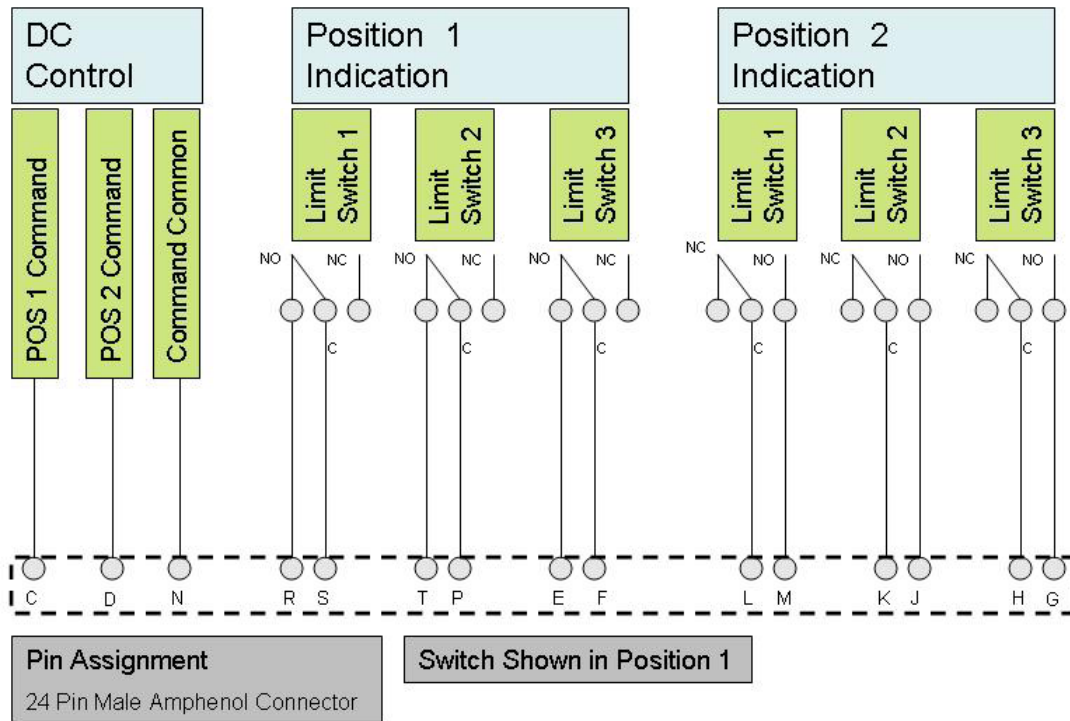 DC
Control
Position 1
Indication
Position 2
Indication
POS 1 Command
POS 2 Command
Command Common
Limit
Switch 1
Limit
Switch 2
Limit
Switch 3
Limit
Switch 1
Limit
Switch 2
Limit
Switch 3
NO NC NO NC NO NC NC NO NC NO NC NO
C C C C C C
C D N R S T P E F L M K J H G
Pin Assignment
24 Pin Male Amphenol Connector
Switch Shown in Position 1